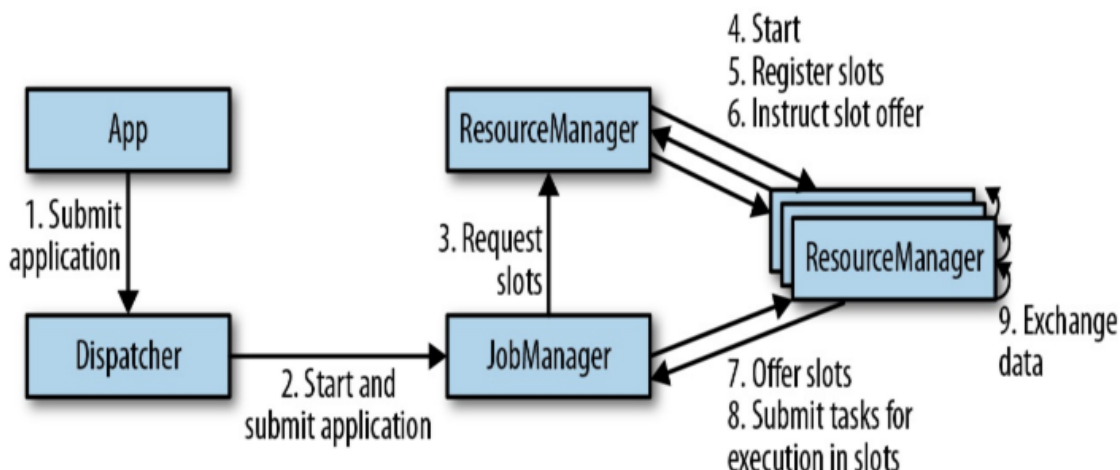 4. Start
5. Register slots
6. Instruct slot offer
App
ResourceManager
1. Submit
application
3. Request
slots
ResourceManager
Dispatcher
2. Start and
submit application
JobManager
7. Offer slots
8. Submit tasks for
execution in slots
9. Exchange
data